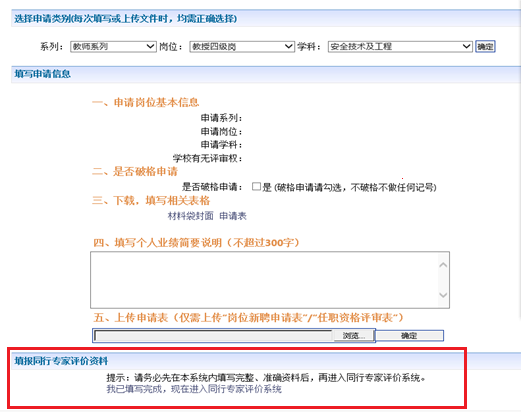 选择申请类别(每次填写或上传文件时，均需正确选择)
系列： 教师系列 岗位： 教授四级岗 学科： 安全技术及工程 确定
填写申请信息
一、申请岗位基本信息
申请系列：
申请岗位：
申请学科：
学校有无评审权：
二、是否破格申请
是否破格申请： 是 (破格申请请勾选，不破格不做任何记号)
三、下载，填写相关表格
材料袋封面 申请表
四、填写个人业绩简要说明（不超过300字）
五、上传申请表（仅需上传"岗位新聘申请表"/"任职资格评审表"）
浏览... 确定
填报同行专家评价资料
提示：请务必先在本系统内填写完整、准确资料后，再进入同行专家评价系统。
我已填写完成，现在进入同行专家评价系统